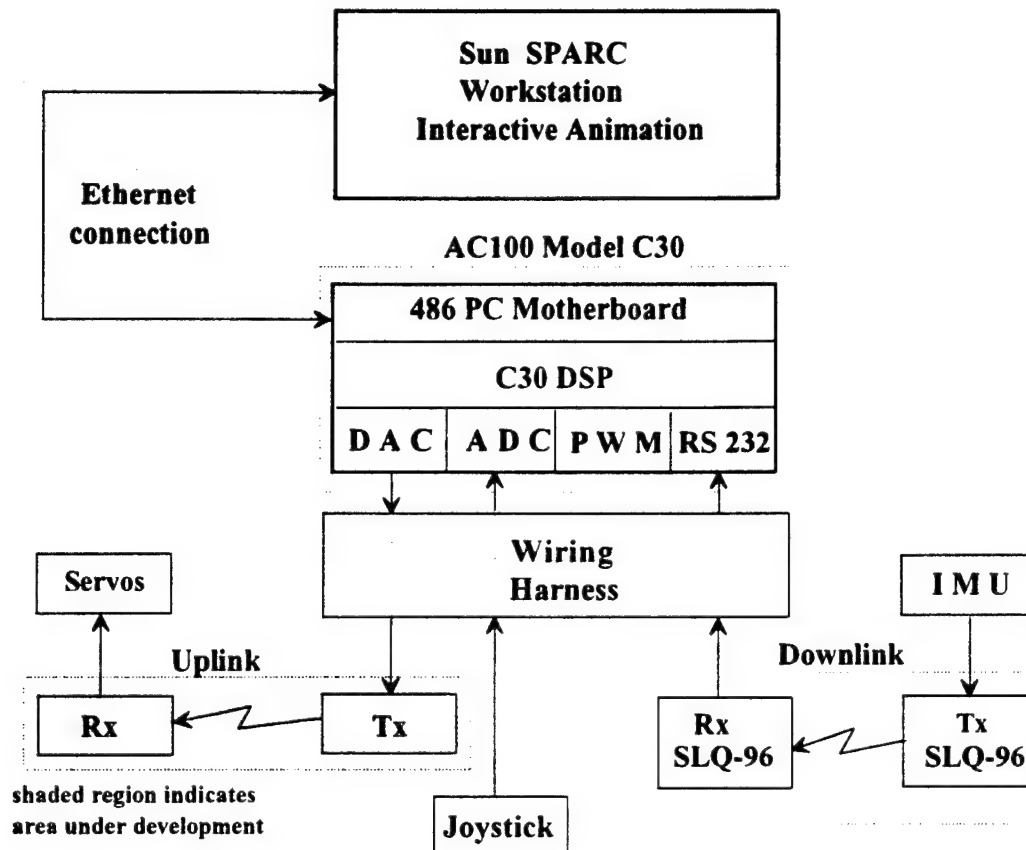 Sun SPARC
Workstation
Interactive Animation
Ethernet
connection
AC100 Model C30
486 PC Motherboard
C30 DSP
D A C
A D C
P W M
RS 232
Wiring
Harness
Servos
I M U
Uplink
Downlink
Rx
Tx
Rx
SLQ-96
Tx
SLQ-96
shaded region indicates
area under development
Joystick